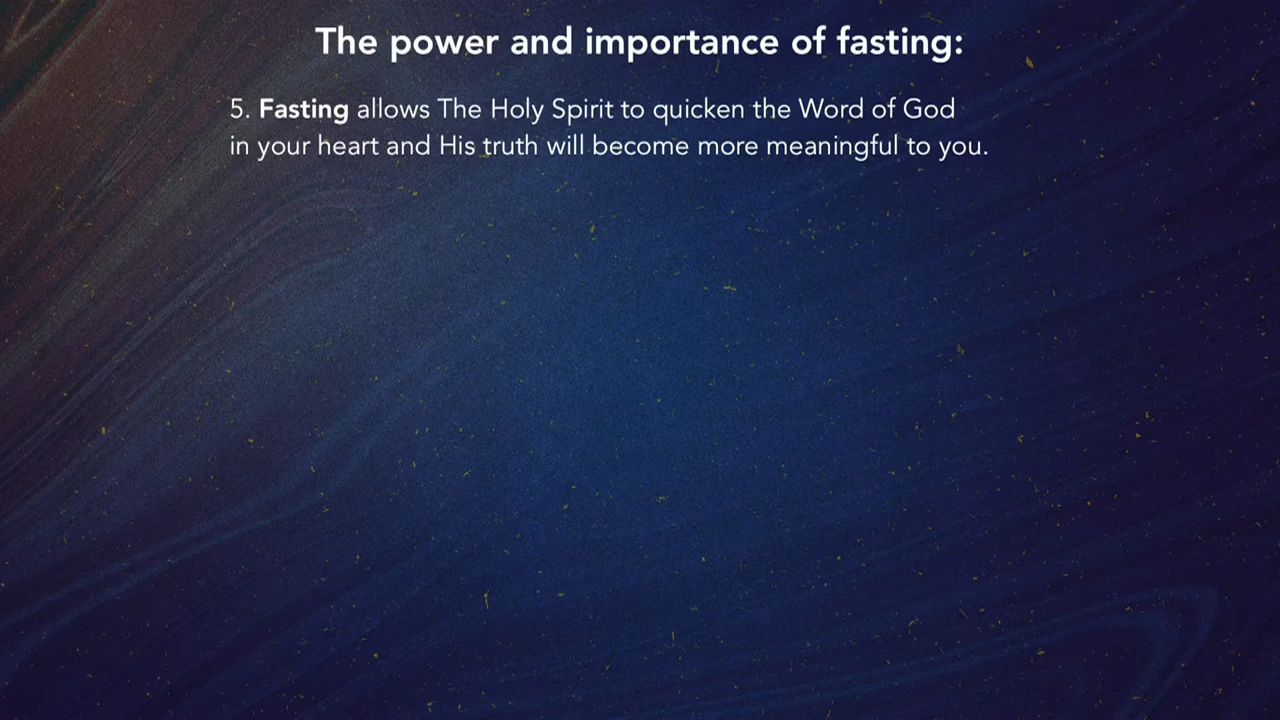 The power and importance of fasting:
5. Fasting allows The Holy Spirit to quicken the Word of God
in your heart and His truth will become more meaningful to you.